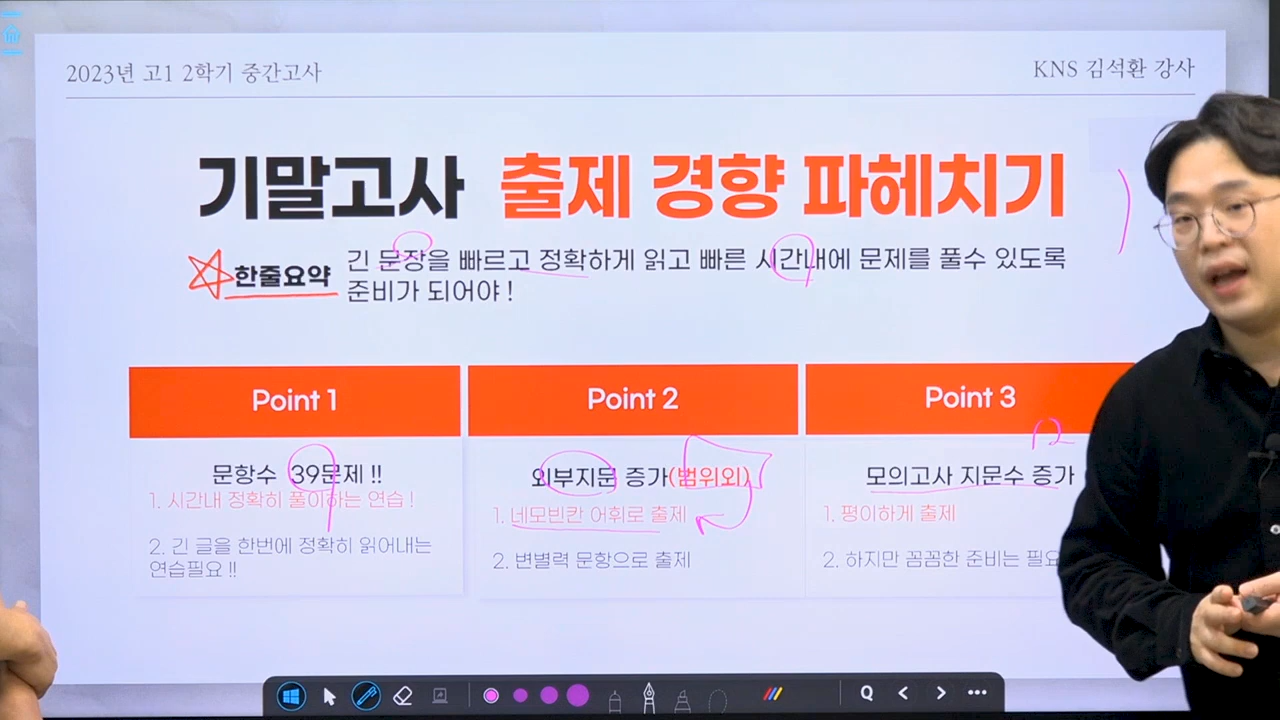 2023년 고1 2학기 중간고사
KNS 김석환 강사
기말고사 출제 경향 파헤치기
한줄요약 긴 문장을 빠르고 정확하게 읽고 빠른 시간내에 문제를 풀수 있도록
준비가 되어야 !
Point 1
문항수 39문제 !!
1. 시간내 정확히 풀이하는 연습 !
2. 긴 글을 한번에 정확히 읽어내는
연습필요 !!
Point 2
외부지문 증가(범위외)
1. 네모빈칸 어휘로 출제
2. 변별력 문항으로 출제
Point 3
12
모의고사 지문수 증가
1. 평이하게 출제
2. 하지만 꼼꼼한 준비는 필요